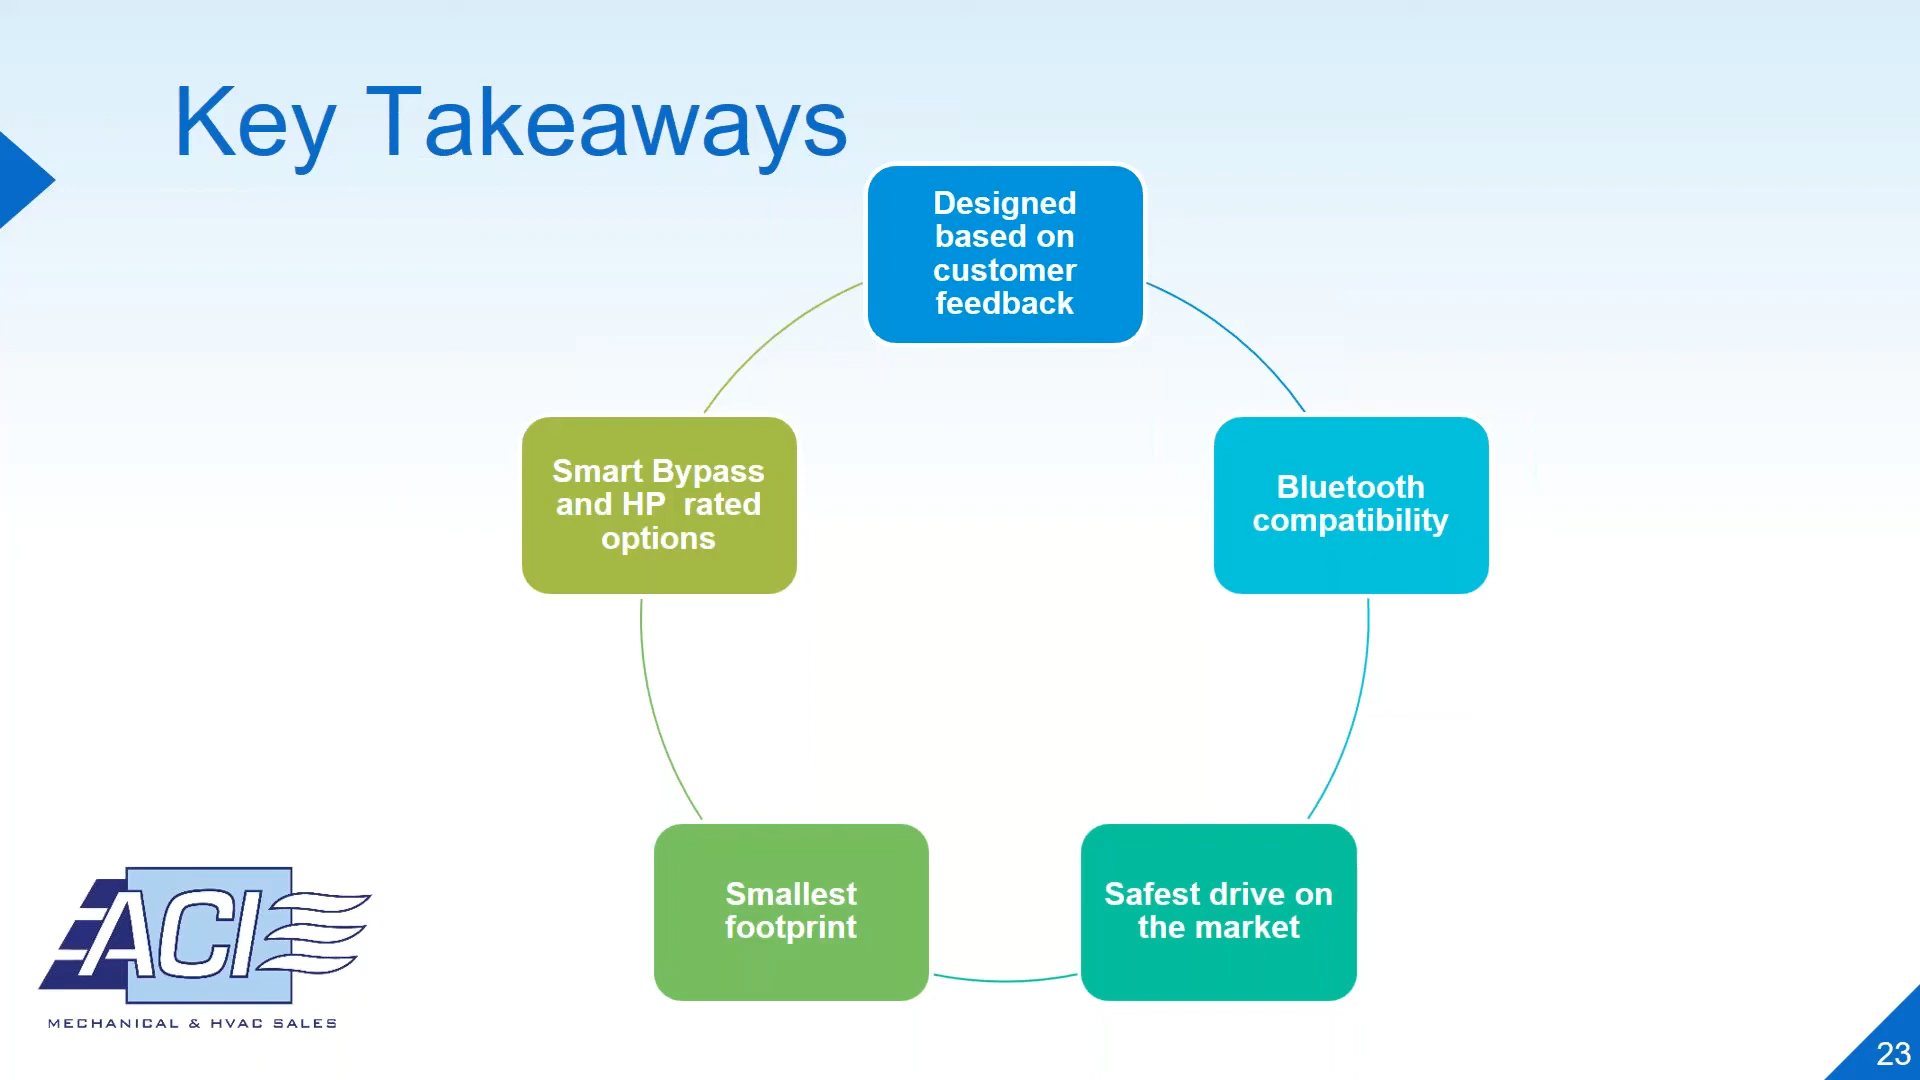 Key Takeaways
Designed
based on
customer
feedback
Bluetooth
compatibility
Safest drive on
the market
Smallest
footprint
Smart Bypass
and HP  rated
options
ACI
MECHANICAL & HVAC SALES
23